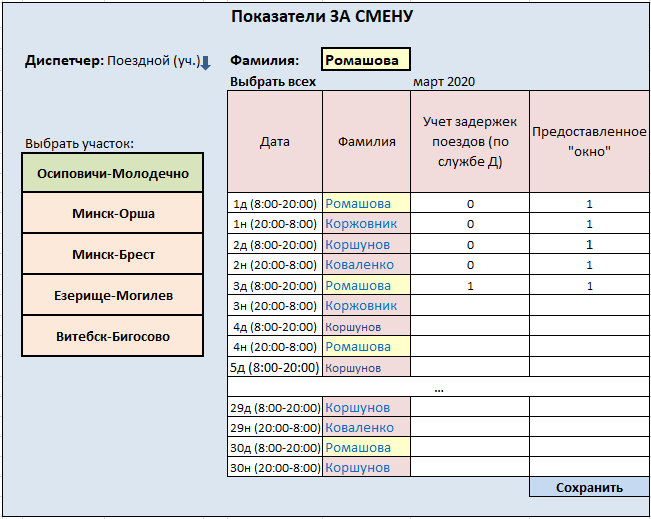 Показатели ЗА СМЕНУ
Диспетчер: Поездной (уч.) Фамилия: Ромашова
Выбрать всех март 2020
Выбрать участок:
Осиповичи-Молодечно
Минск-Орша
Минск-Брест
Езерище-Могилев
Витебск-Бигосово
Дата Фамилия Учет задержек поездов (по службе Д) Предоставленное "окно"
1д (8:00-20:00) Ромашова 0 1
1н (20:00-8:00) Коржовник 0 1
2д (8:00-20:00) Коршунов 0 1
2н (20:00-8:00) Коваленко 0 1
3д (8:00-20:00) Ромашова 1 1
3н (20:00-8:00) Коржовник
4д (8:00-20:00) Коршунов
4н (20:00-8:00) Ромашова
5д (8:00-20:00) Коршунов
...
29д (8:00-20:00) Коршунов
29н (20:00-8:00) Коваленко
30д (8:00-20:00) Ромашова
30н (20:00-8:00) Коршунов
Сохранить